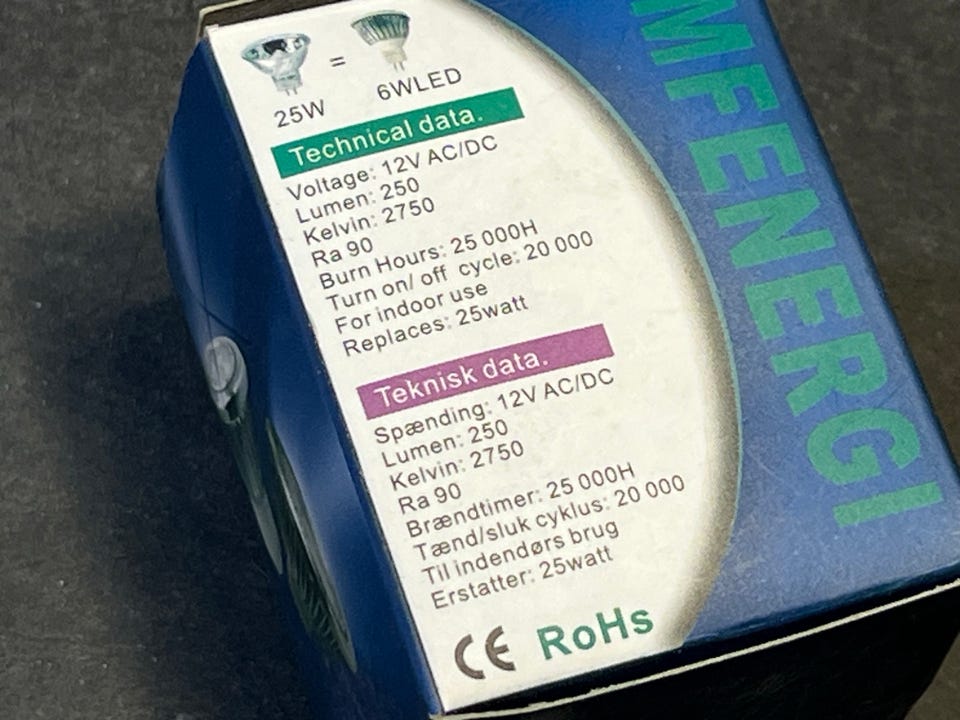 =
25W 6WLED
Technical data.
Voltage: 12V AC/DC
Lumen: 250
Kelvin: 2750
Ra 90
Burn Hours: 25 000H
Turn on/ off cycle: 20 000
For indoor use
Replaces: 25watt
Teknisk data.
Spænding: 12V AC/DC
Lumen: 250
Kelvin: 2750
Ra 90
Brændtimer: 25 000H
Tænd/sluk cyklus: 20 000
Til indendørs brug
Erstatter: 25watt
CE RoHs
MFENERGI